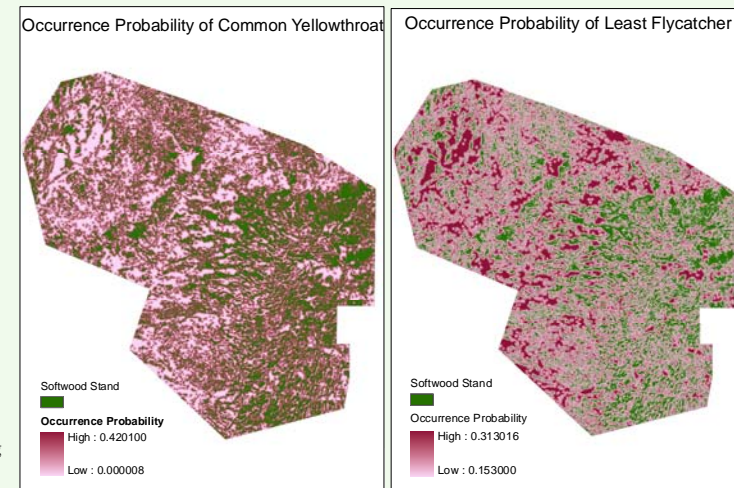 Occurrence Probability of Common Yellowthroat
Softwood Stand
Occurrence Probability
High : 0.420100
Low : 0.000008
Occurrence Probability of Least Flycatcher
Softwood Stand
Occurrence Probability
High : 0.313016
Low : 0.153000